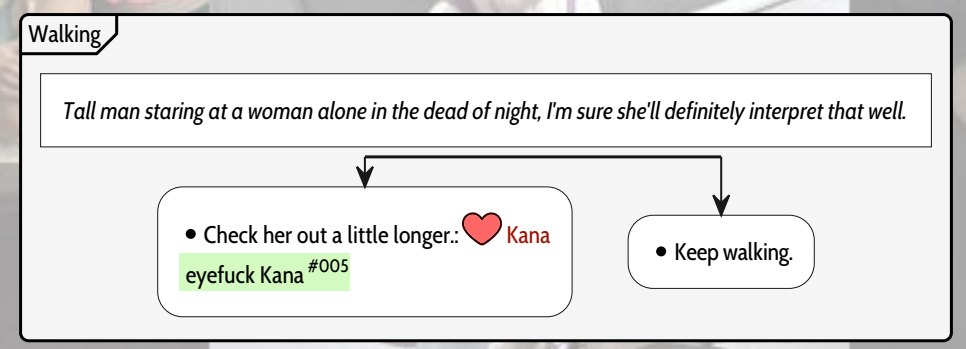 Walking
Tall man staring at a woman alone in the dead of night, I'm sure she'll definitely interpret that well.
• Check her out a little longer.: Kana
eyefuck Kana #005
• Keep walking.